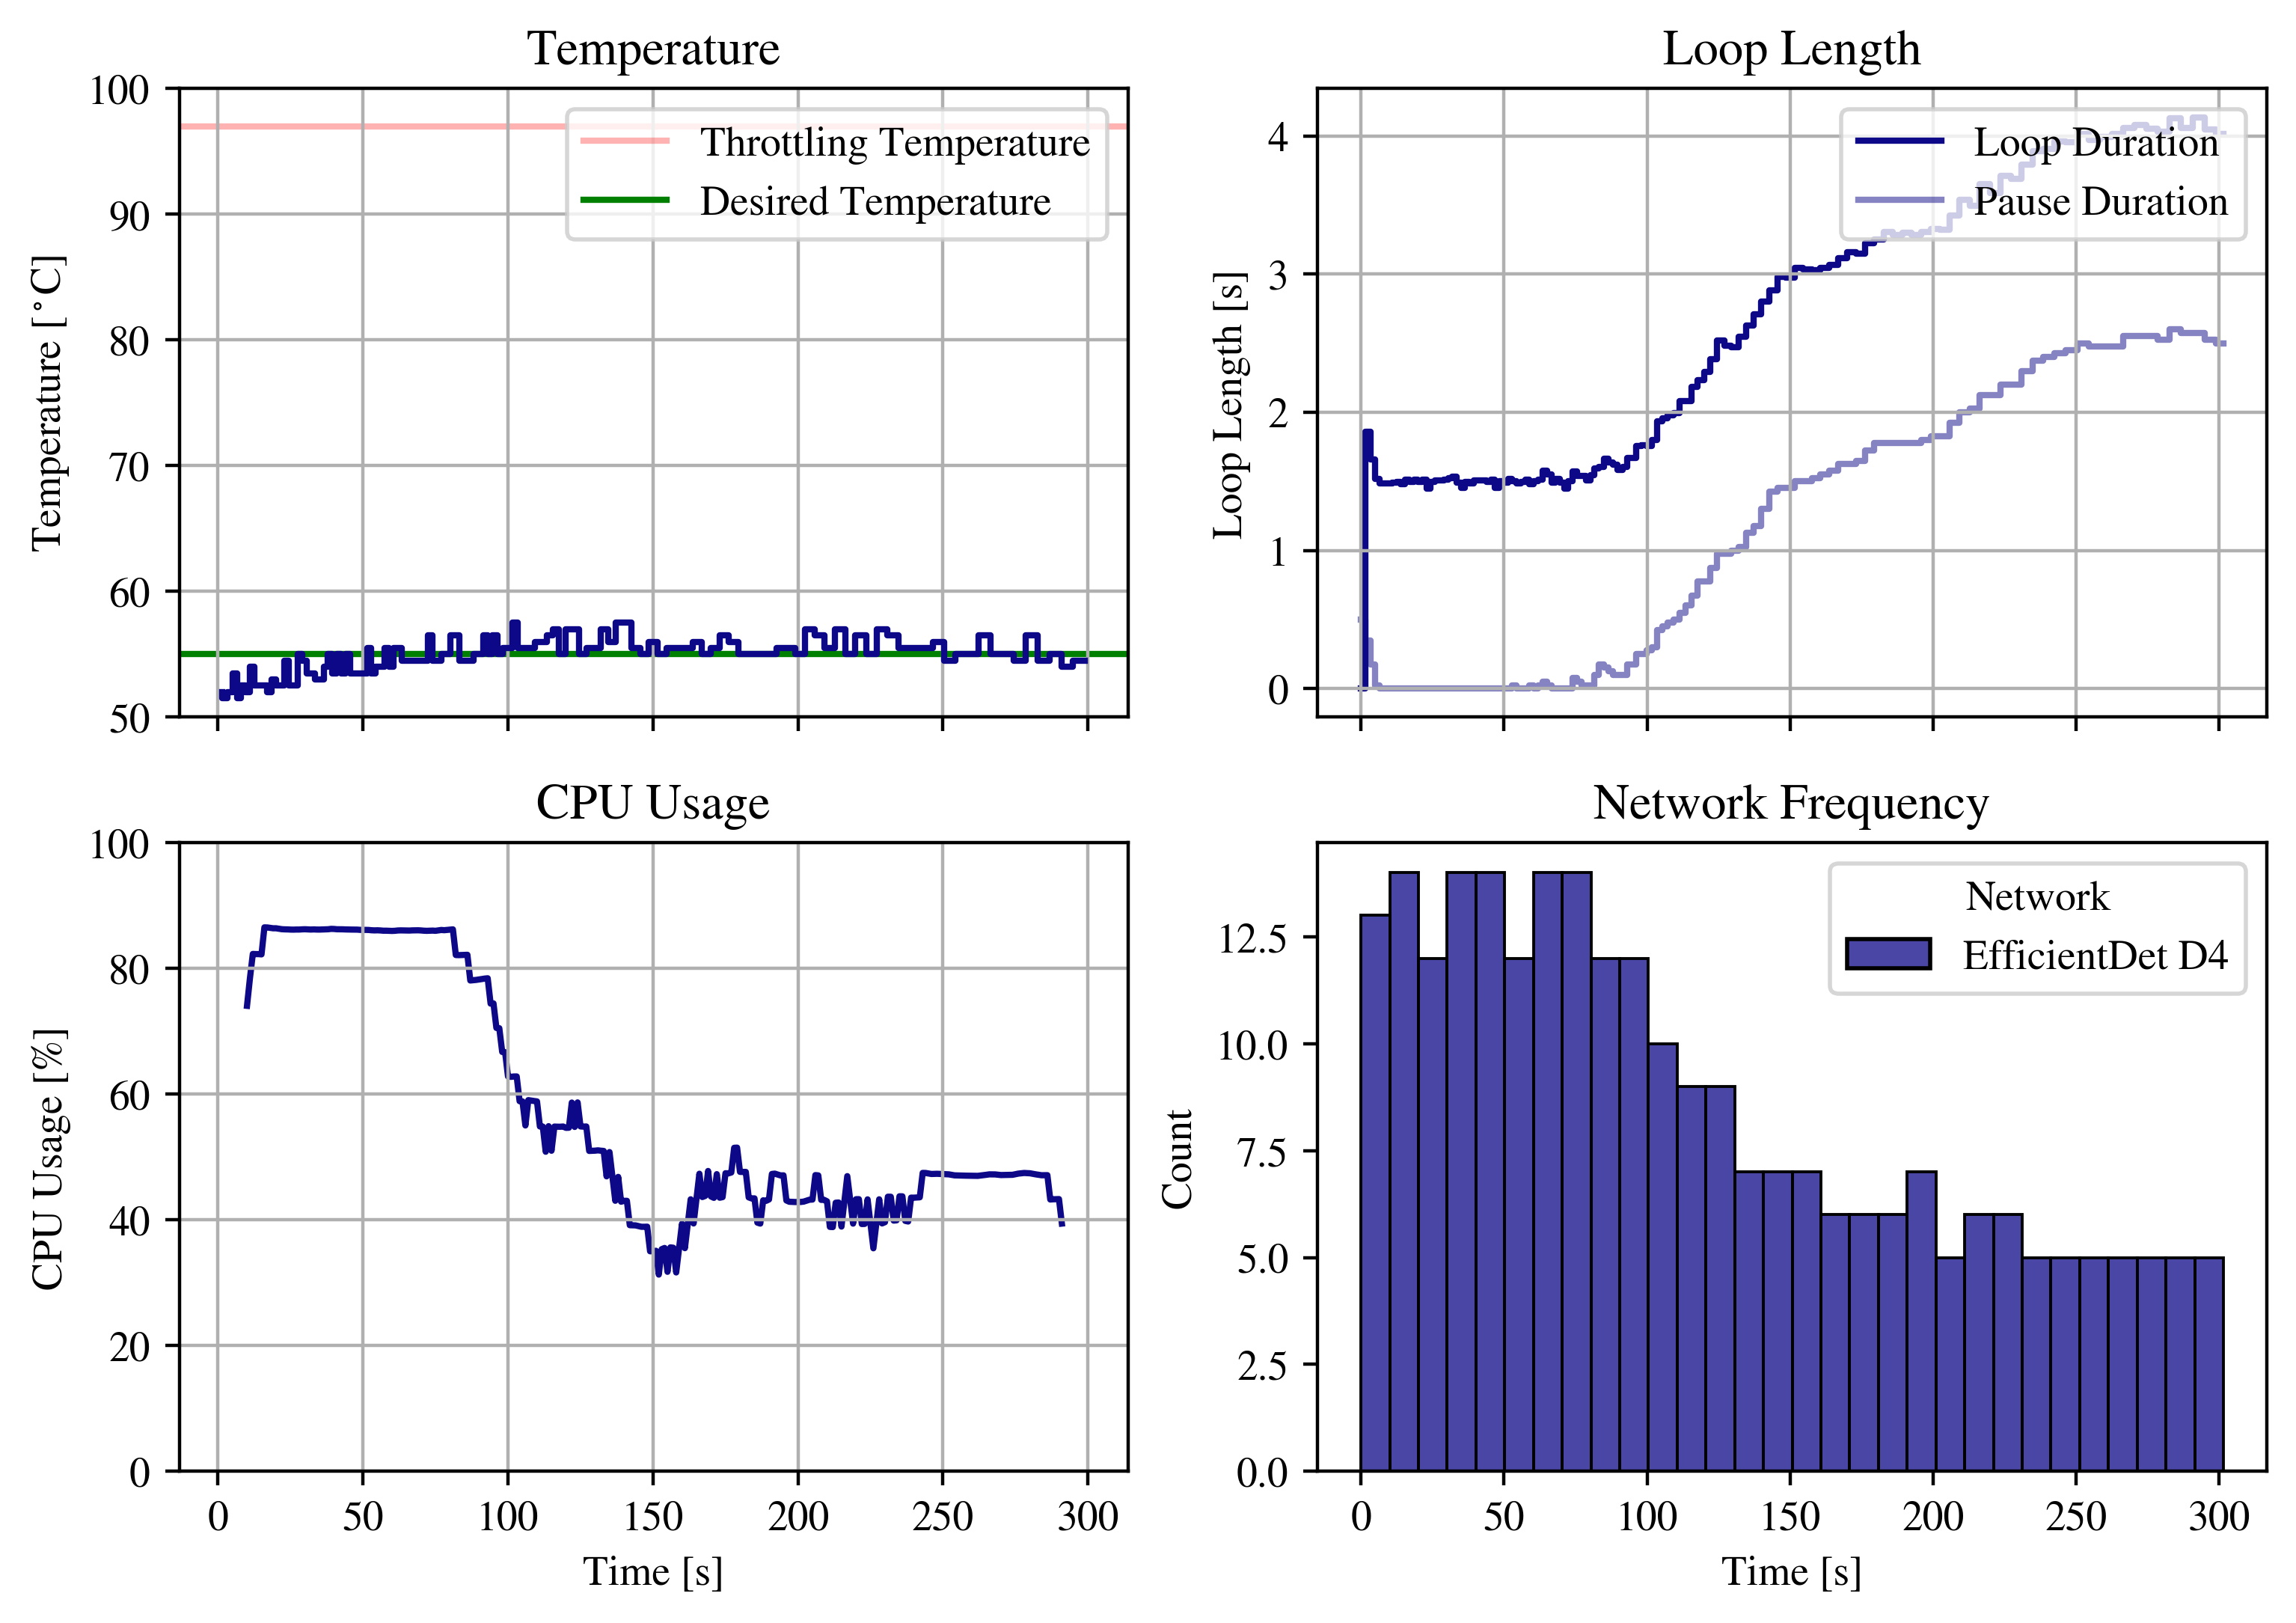 Temperature
100
90
80
70
60
50
Temperature [°C]
Throttling Temperature
Desired Temperature
Loop Length
4
3
2
1
0
Loop Length [s]
Loop Duration
Pause Duration
CPU Usage
100
80
60
40
20
0
CPU Usage [%]
0 50 100 150 200 250 300
Time [s]
Network Frequency
12.5
10.0
7.5
5.0
2.5
0.0
Count
Network
EfficientDet D4
0 50 100 150 200 250 300
Time [s]